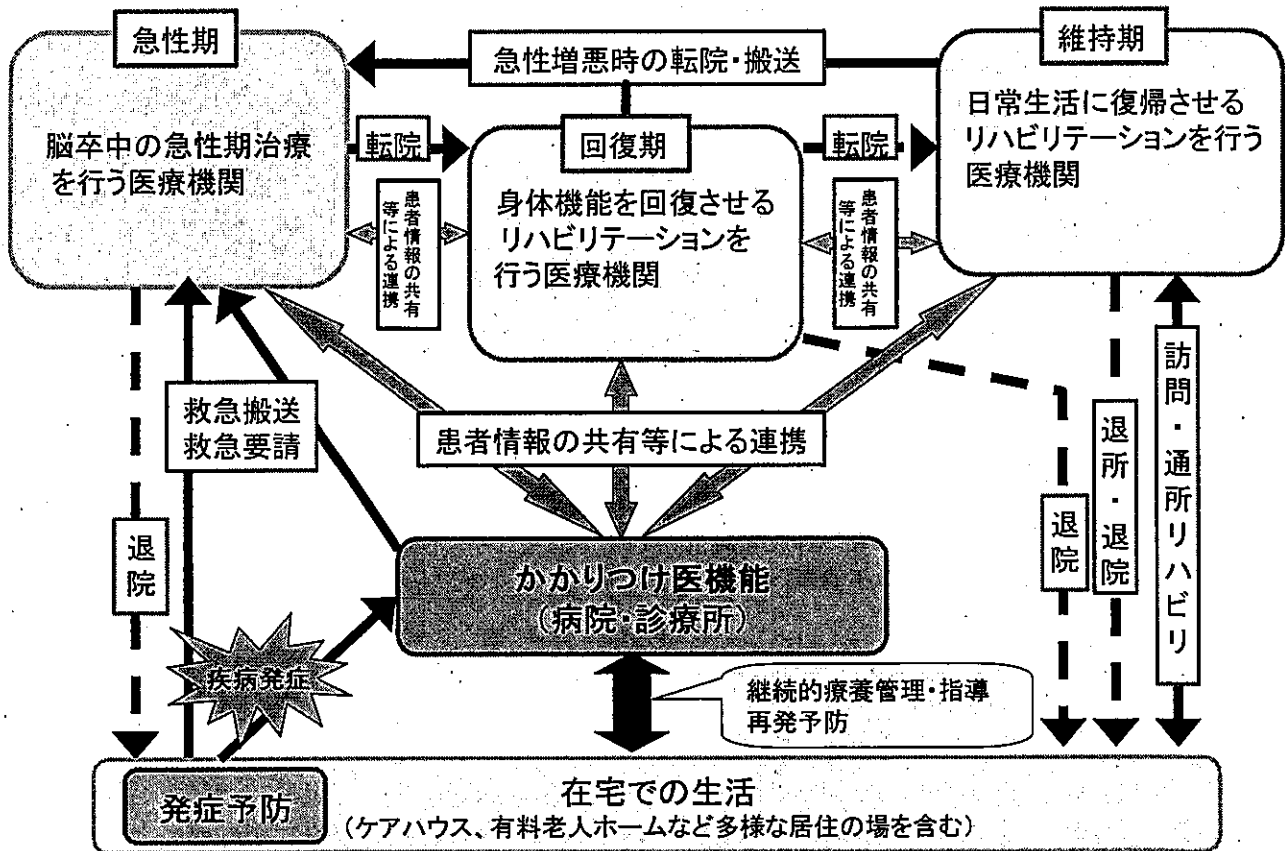 急性期
維持期
急性増悪時の転院・搬送
脳卒中の急性期治療
を行う医療機関
転院
回復期
転院
日常生活に復帰させる
リハビリテーションを行う
医療機関
患者情報の共有
等による連携
身体機能を回復させる
リハビリテーションを
行う医療機関
患者情報の共有
等による連携
救急搬送
救急要請
患者情報の共有等による連携
訪問・通所リハビリ
退所・退院
退院
退院
かかりつけ医機能
(病院・診療所)
疾病発症
継続的療養管理・指導
再発予防
発症予防
在宅での生活
(ケアハウス、有料老人ホームなど多様な居住の場を含む)